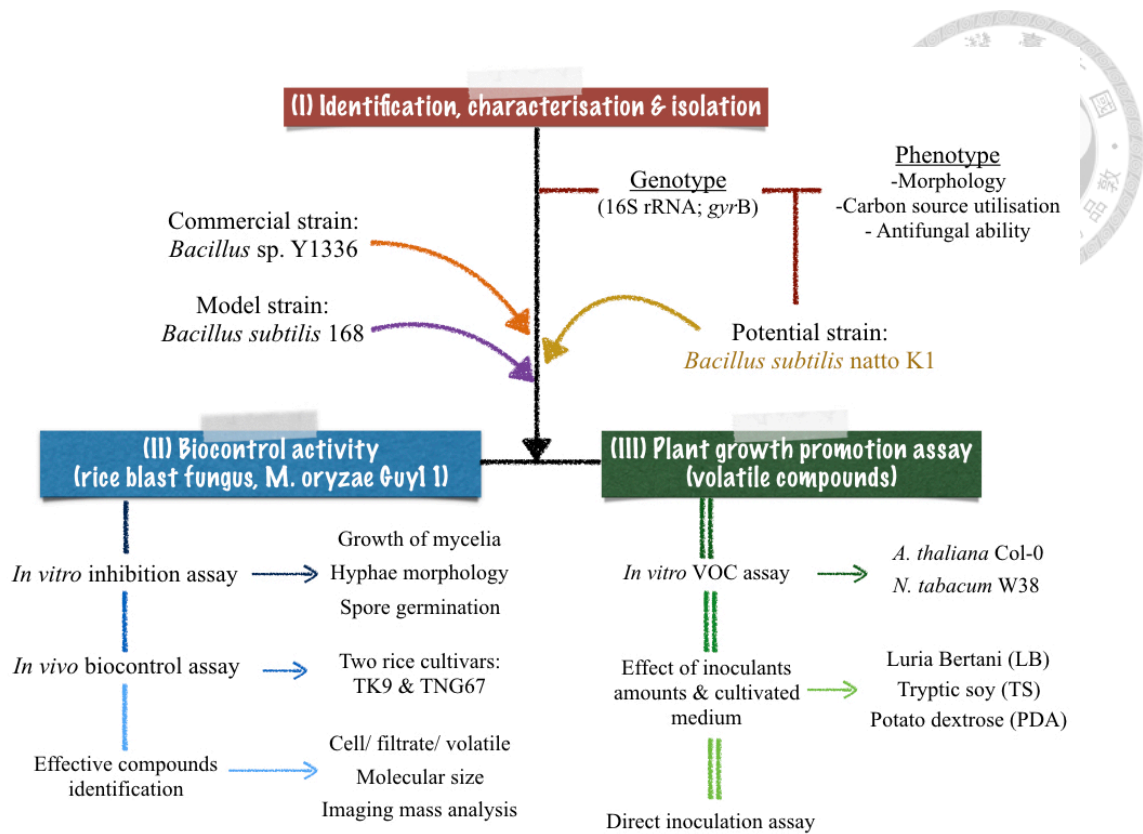 (I) Identification, characterisation & isolation
Genotype
(16S rRNA; gyrB)
Phenotype
-Morphology
-Carbon source utilisation
- Antifungal ability
Commercial strain:
Bacillus sp. Y1336
Model strain:
Bacillus subtilis 168
Potential strain:
Bacillus subtilis natto K1
(II) Biocontrol activity
(rice blast fungus, M. oryzae Guy1 1)
In vitro inhibition assay
Growth of mycelia
Hyphae morphology
Spore germination
In vivo biocontrol assay
Two rice cultivars:
TK9 & TNG67
Effective compounds
identification
Cell/ filtrate/ volatile
Molecular size
Imaging mass analysis
(III) Plant growth promotion assay
(volatile compounds)
In vitro VOC assay
A. thaliana Col-0
N. tabacum W38
Effect of inoculants
amounts & cultivated
medium
Luria Bertani (LB)
Tryptic soy (TS)
Potato dextrose (PDA)
Direct inoculation assay
國
品
敦